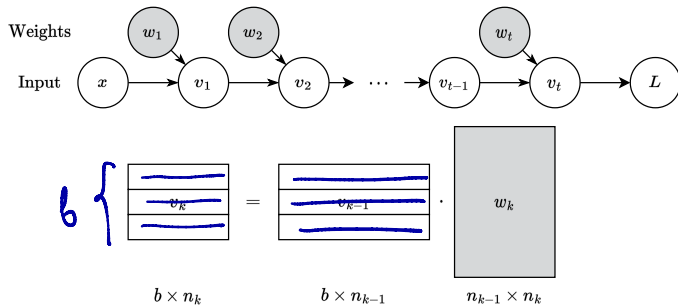 Weights w₁ w₂ wₜ
Input x v₁ v₂ ⋯ vₜ₋₁ vₜ L
b { vₖ = vₖ₋₁ · wₖ
b × nₖ b × nₖ₋₁ nₖ₋₁ × nₖ